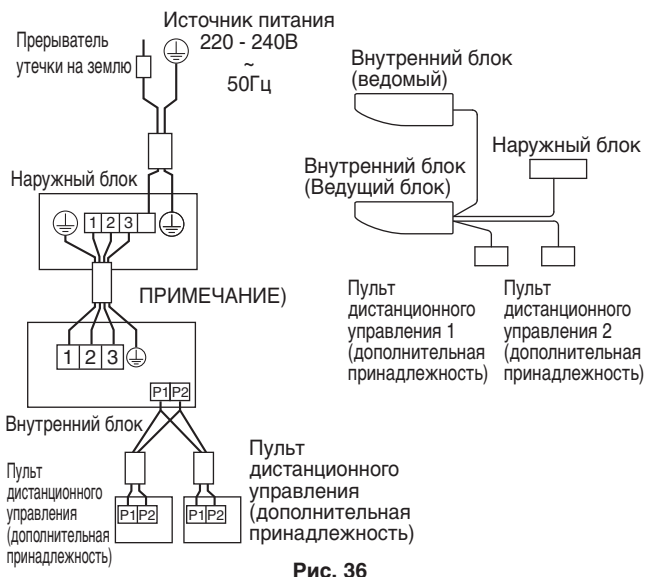 Источник питания
220 - 240В
~
50Гц
Прерыватель
утечки на землю
Наружный блок
1 2 3
ПРИМЕЧАНИЕ)
1 2 3
P1 P2
Внутренний блок
Пульт
дистанционного
управления
(дополнительная
принадлежность)
P1 P2
P1 P2
Пульт
дистанционного
управления
(дополнительная
принадлежность)
Внутренний блок
(ведомый)
Внутренний блок
(Ведущий блок)
Наружный блок
Пульт
дистанционного
управления 1
(дополнительная
принадлежность)
Пульт
дистанционного
управления 2
(дополнительная
принадлежность)
Рис. 36